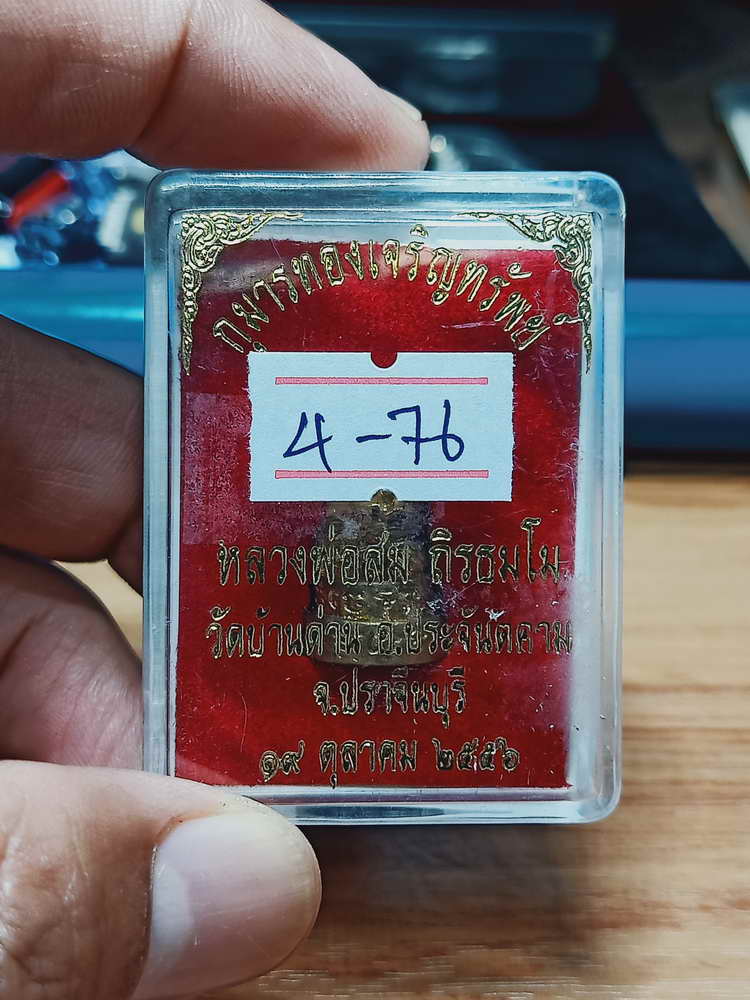 กุมารทองเจริญทรัพย์
4-76
หลวงพ่อสม ถิรธมฺโม
วัดบ้านด่าน อ.ประจันตคาม
จ.ปราจีนบุรี
๑๙ ตุลาคม ๒๕๕๖